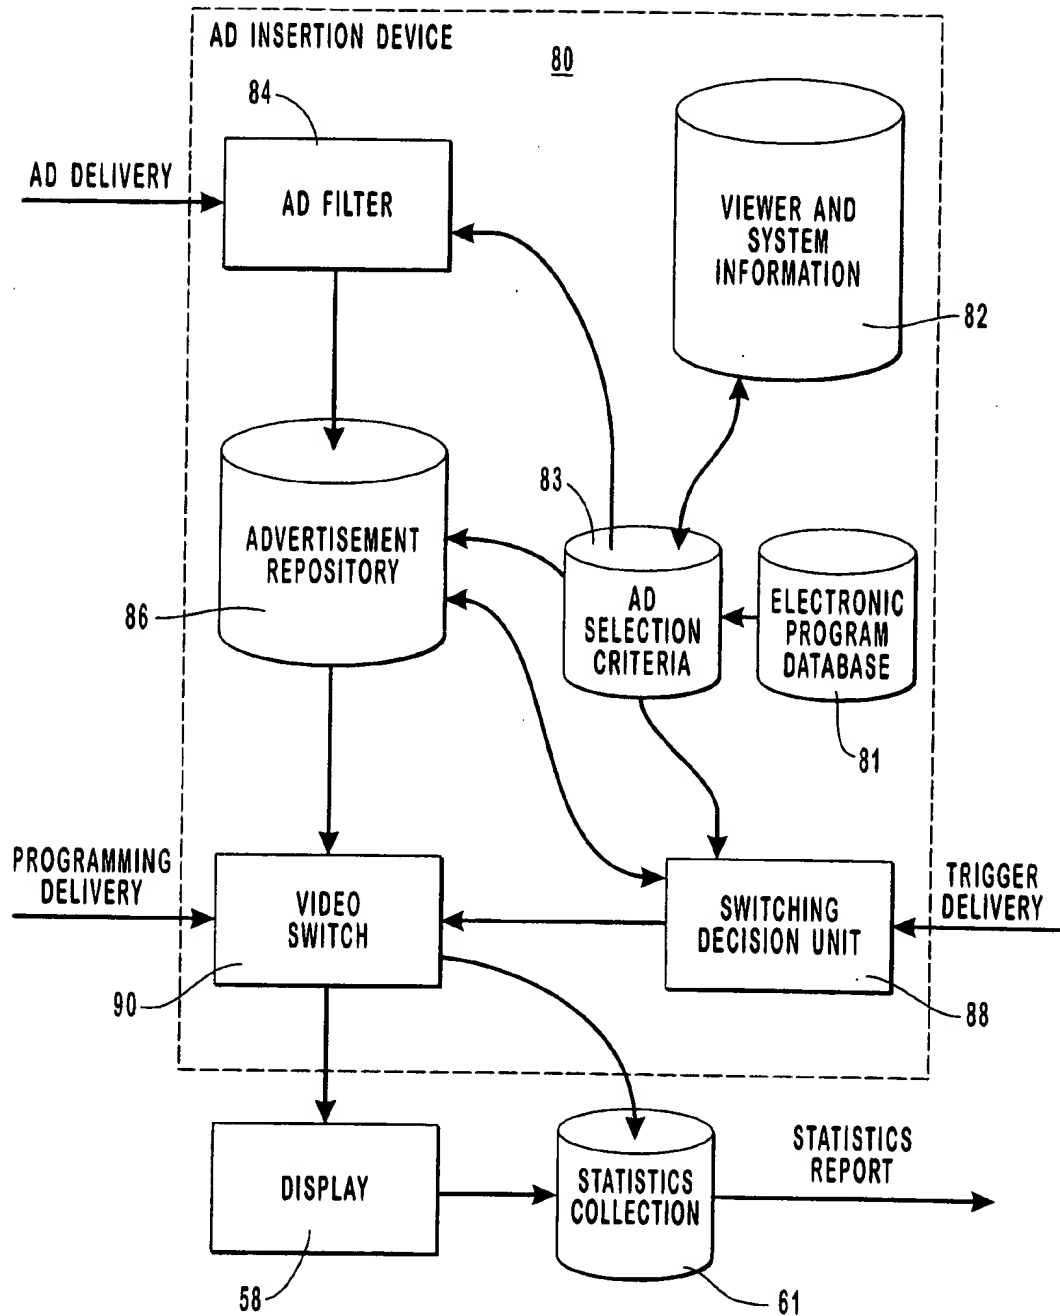 AD INSERTION DEVICE
80
84
AD DELIVERY
AD FILTER
VIEWER AND
SYSTEM
INFORMATION
82
83
ADVERTISEMENT
REPOSITORY
86
AD
SELECTION
CRITERIA
ELECTRONIC
PROGRAM
DATABASE
81
PROGRAMMING
DELIVERY
VIDEO
SWITCH
90
SWITCHING
DECISION UNIT
88
TRIGGER
DELIVERY
DISPLAY
58
STATISTICS
COLLECTION
61
STATISTICS
REPORT